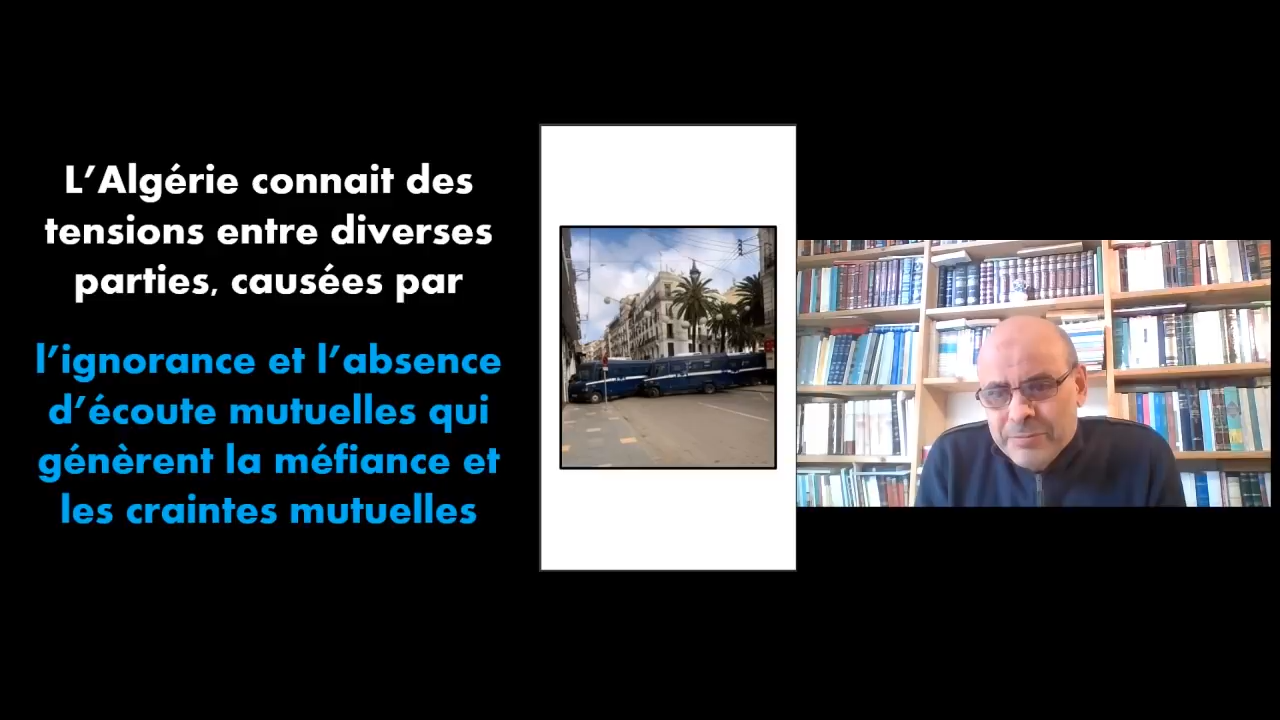 L’Algérie connait des
tensions entre diverses
parties, causées par
l’ignorance et l’absence
d’écoute mutuelles qui
génèrent la méfiance et
les craintes mutuelles